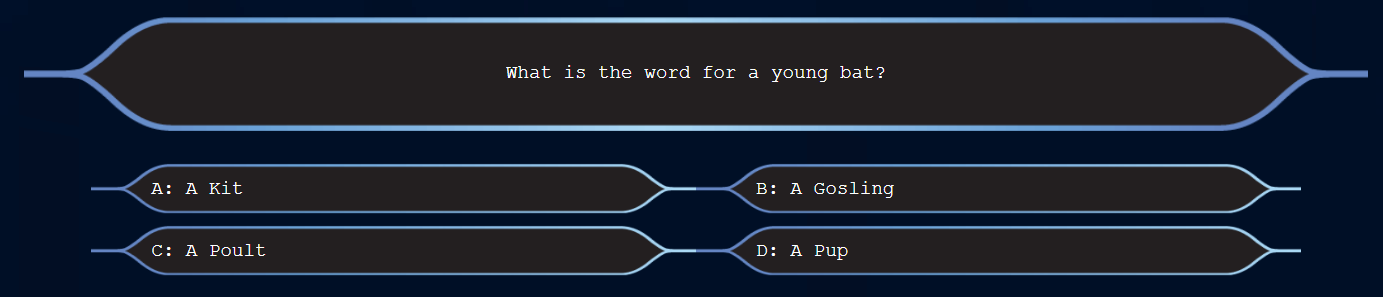 What is the word for a young bat?
A: A Kit
B: A Gosling
C: A Poult
D: A Pup